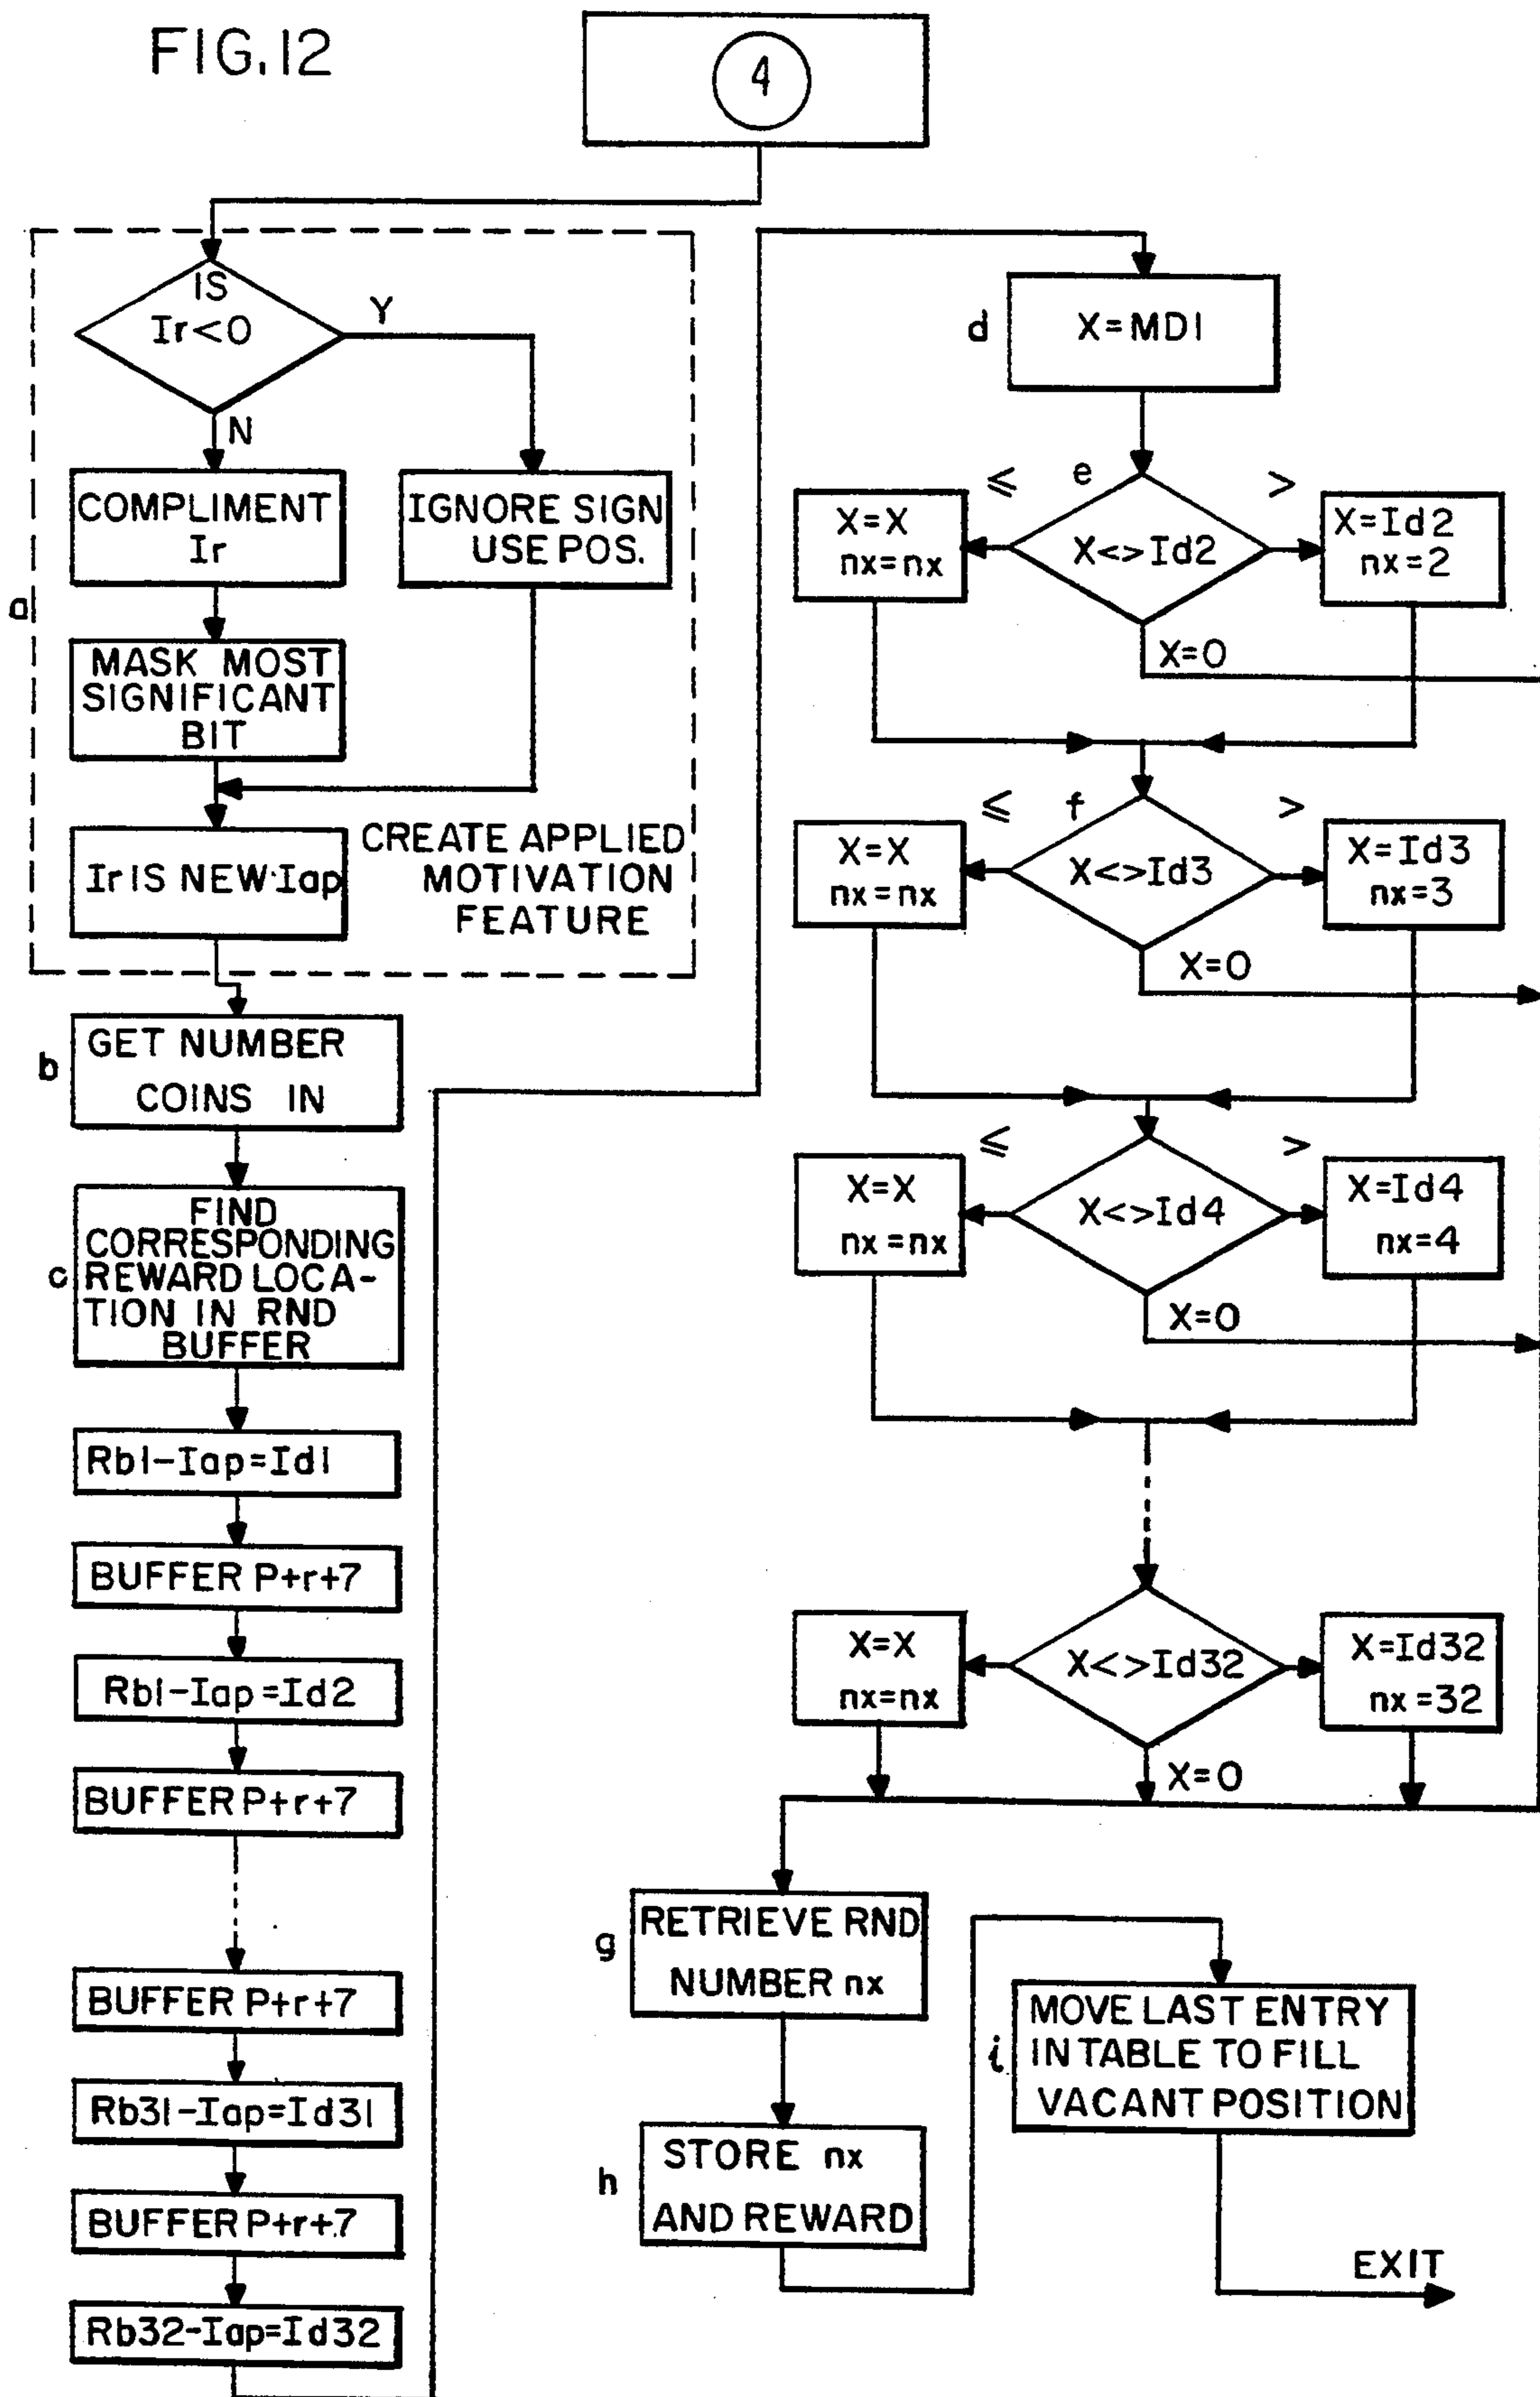 FIG.12
4
IS
Ir<0
Y
N
COMPLIMENT
Ir
IGNORE SIGN
USE POS.
a
MASK MOST
SIGNIFICANT
BIT
Ir IS NEW Iap
CREATE APPLIED
MOTIVATION
FEATURE
b
GET NUMBER
COINS IN
c
FIND
CORRESPONDING
REWARD LOCA-
TION IN RND
BUFFER
Rb1-Iap=Id1
BUFFER P+r+7
Rb1-Iap=Id2
BUFFER P+r+7
BUFFER P+r+7
Rb31-Iap=Id31
BUFFER P+r+7
Rb32-Iap=Id32
d
X=MD1
≤
e
>
X=X
nx=nx
X<>Id2
X=Id2
nx=2
X=0
≤
f
>
X=X
nx=nx
X<>Id3
X=Id3
nx=3
X=0
≤
>
X=X
nx=nx
X<>Id4
X=Id4
nx=4
X=0
X=X
nx=nx
X<>Id32
X=Id32
nx=32
X=0
g
RETRIEVE RND
NUMBER nx
h
STORE nx
AND REWARD
i
MOVE LAST ENTRY
IN TABLE TO FILL
VACANT POSITION
EXIT